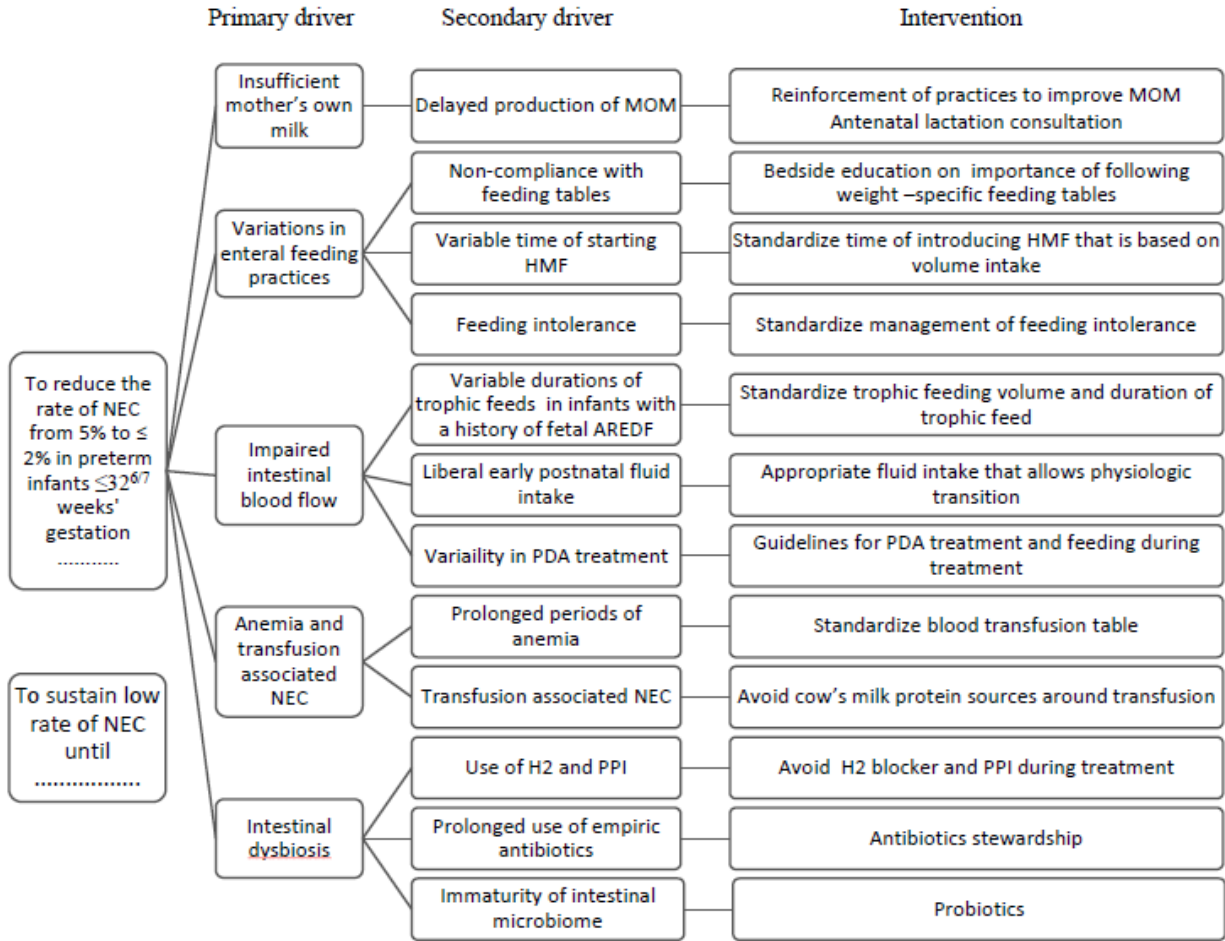 Primary driver
Secondary driver
Intervention
To reduce the
rate of NEC
from 5% to ≤
2% in preterm
infants ≤32⁶ᐟ⁷
weeks'
gestation
...........
To sustain low
rate of NEC
until
.................
Insufficient
mother's own
milk
Delayed production of MOM
Reinforcement of practices to improve MOM
Antenatal lactation consultation
Variations in
enteral feeding
practices
Non-compliance with
feeding tables
Bedside education on importance of following
weight –specific feeding tables
Variable time of starting
HMF
Standardize time of introducing HMF that is based on
volume intake
Feeding intolerance
Standardize management of feeding intolerance
Impaired
intestinal
blood flow
Variable durations of
trophic feeds in infants with
a history of fetal AREDF
Standardize trophic feeding volume and duration of
trophic feed
Liberal early postnatal fluid
intake
Appropriate fluid intake that allows physiologic
transition
Variaility in PDA treatment
Guidelines for PDA treatment and feeding during
treatment
Anemia and
transfusion
associated
NEC
Prolonged periods of
anemia
Standardize blood transfusion table
Transfusion associated NEC
Avoid cow's milk protein sources around transfusion
Intestinal
dysbiosis
Use of H2 and PPI
Avoid H2 blocker and PPI during treatment
Prolonged use of empiric
antibiotics
Antibiotics stewardship
Immaturity of intestinal
microbiome
Probiotics